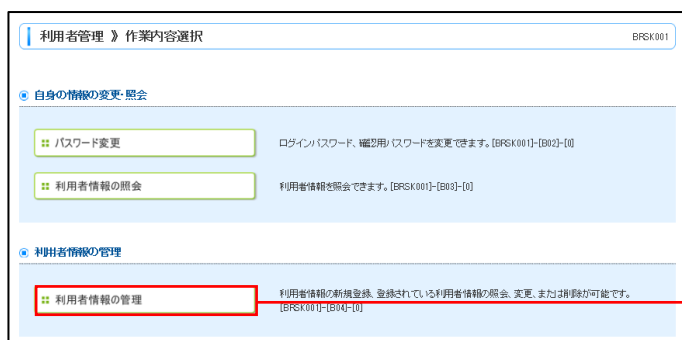 利用者管理 》 作業内容選択
BRSK001
自身の情報の変更・照会
パスワード変更
ログインパスワード、確認用パスワードを変更できます。[BRSK001]-[B02]-[0]
利用者情報の照会
利用者情報を照会できます。[BRSK001]-[B03]-[0]
利用者情報の管理
利用者情報の管理
利用者情報の新規登録、登録されている利用者情報の照会、変更、または削除が可能です。
[BRSK001]-[B04]-[0]